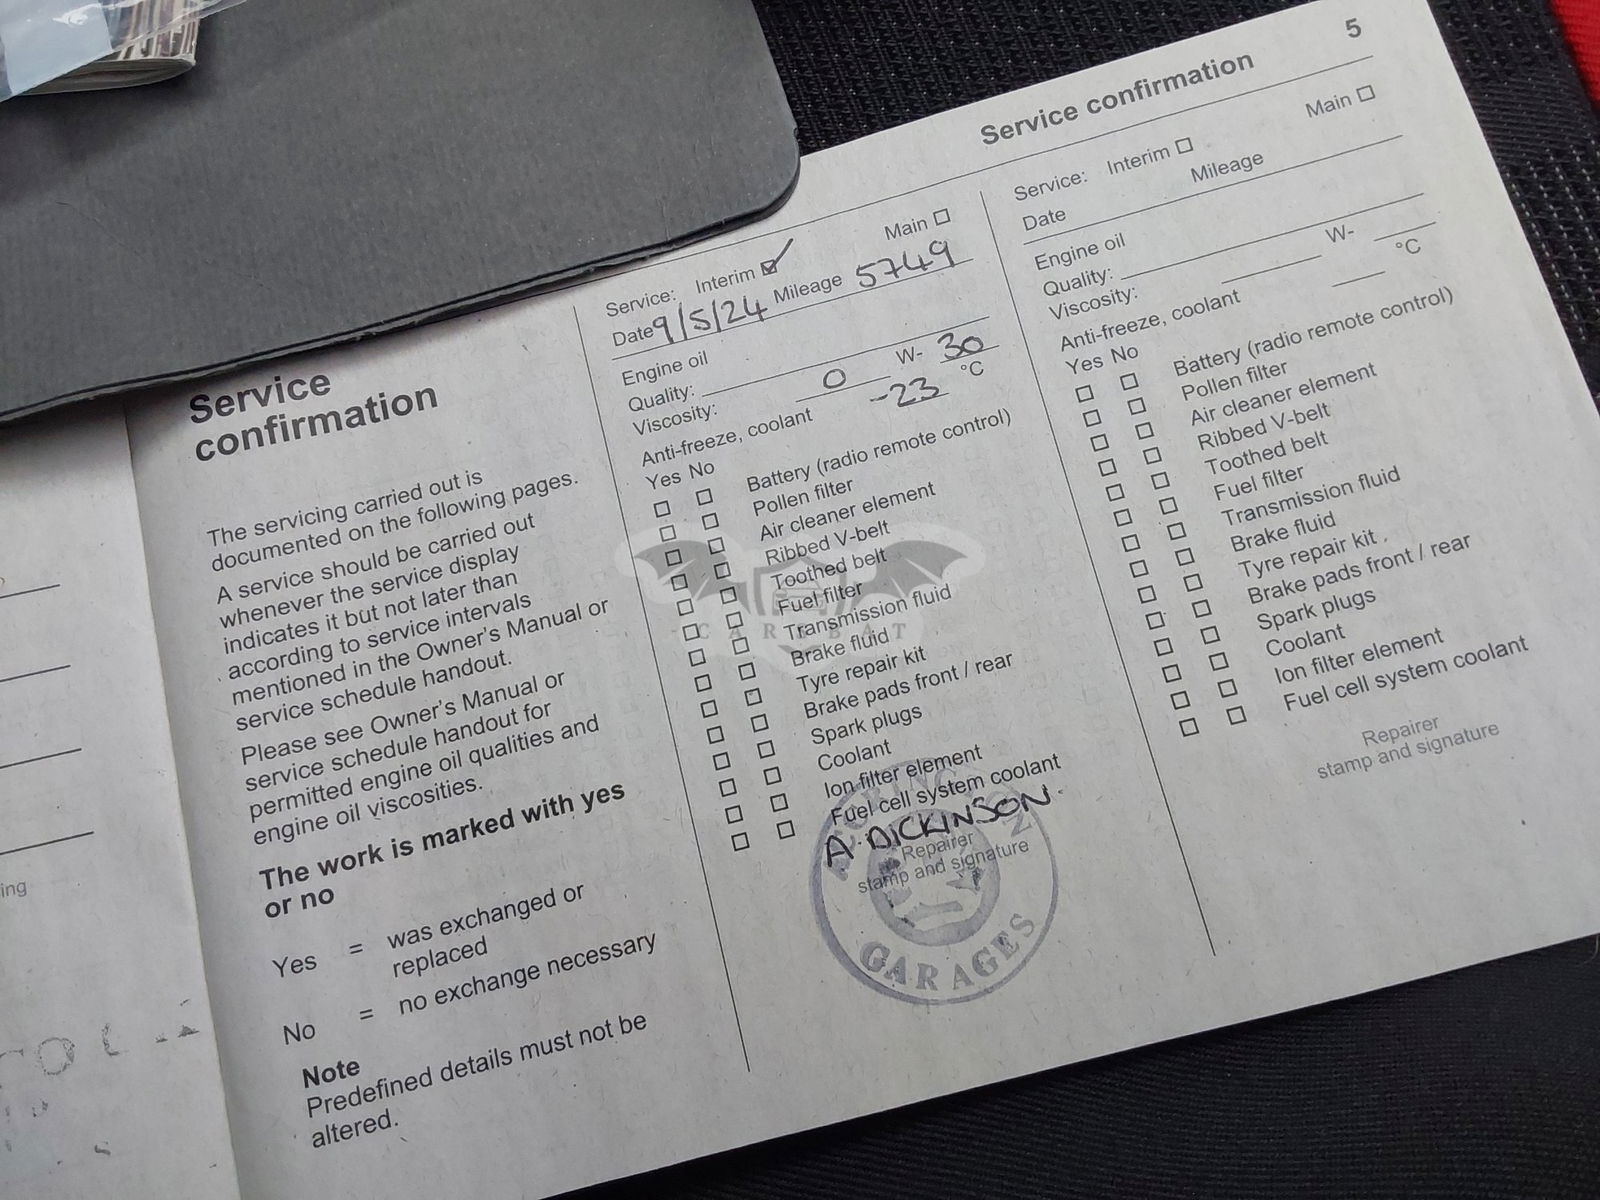 Service
confirmation
The servicing carried out is
documented on the following pages.
A service should be carried out
whenever the service display
indicates it but not later than
according to service intervals
mentioned in the Owner's Manual or
service schedule handout.
Please see Owner's Manual or
service schedule handout for
permitted engine oil qualities and
engine oil viscosities.
The work is marked with yes
or no
Yes = was exchanged or
replaced
No = no exchange necessary
Note
Predefined details must not be
altered.
Service confirmation 5
Service: Interim Main
Date 9/5/24 Mileage 5749
Engine oil
Quality:
Viscosity: 0 W- 30
Anti-freeze, coolant -23 °C
Yes No
Battery (radio remote control)
Pollen filter
Air cleaner element
Ribbed V-belt
Toothed belt
Fuel filter
Transmission fluid
Brake fluid
Tyre repair kit
Brake pads front / rear
Spark plugs
Coolant
Ion filter element
Fuel cell system coolant
A. DICKINSON.
Repairer
stamp and signature
GARAGES
Service: Interim Main
Date Mileage
Engine oil
Quality:
Viscosity: W-
Anti-freeze, coolant °C
Yes No
Battery (radio remote control)
Pollen filter
Air cleaner element
Ribbed V-belt
Toothed belt
Fuel filter
Transmission fluid
Brake fluid
Tyre repair kit
Brake pads front / rear
Spark plugs
Coolant
Ion filter element
Fuel cell system coolant
Repairer
stamp and signature
ing
CARSBAT